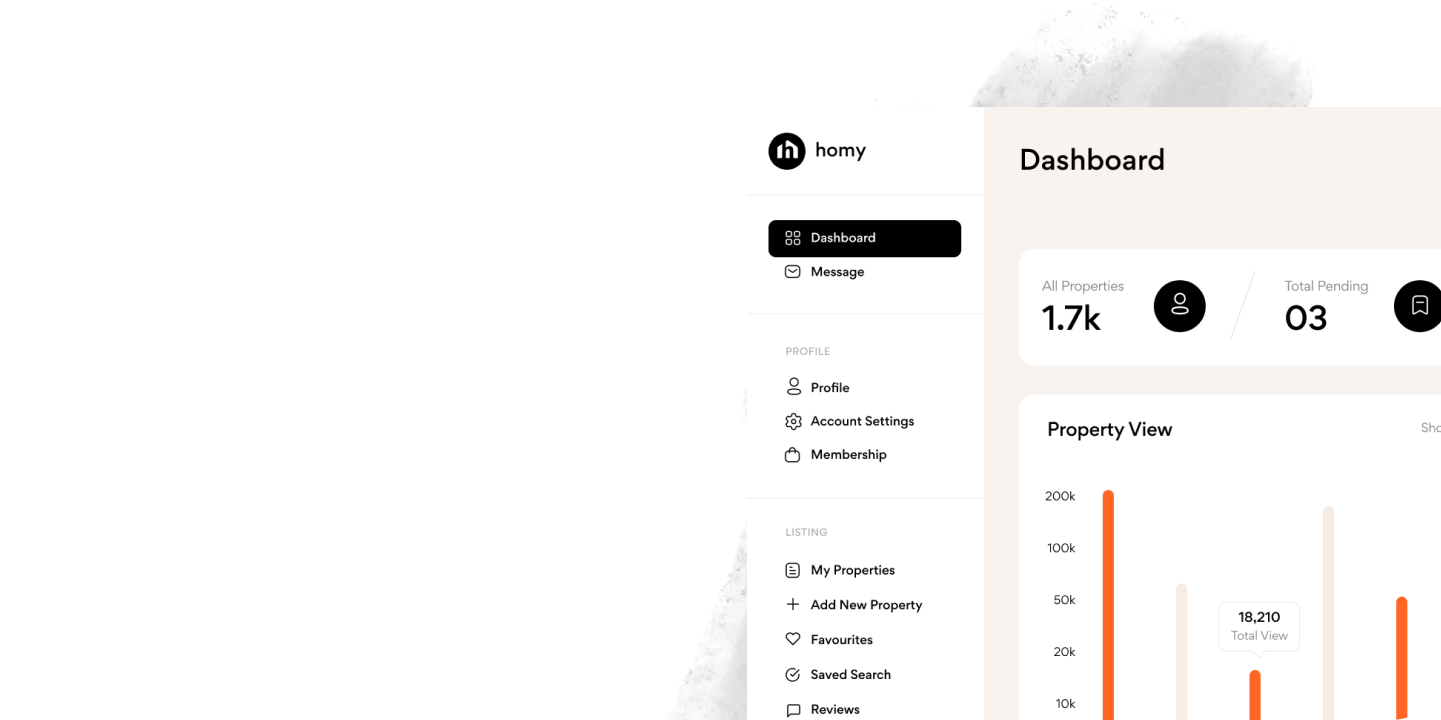 homy
Dashboard
Message
PROFILE
Profile
Account Settings
Membership
LISTING
My Properties
Add New Property
Favourites
Saved Search
Reviews
Dashboard
All Properties
1.7k
Total Pending
03
Property View
200k
100k
50k
20k
10k
18,210
Total View